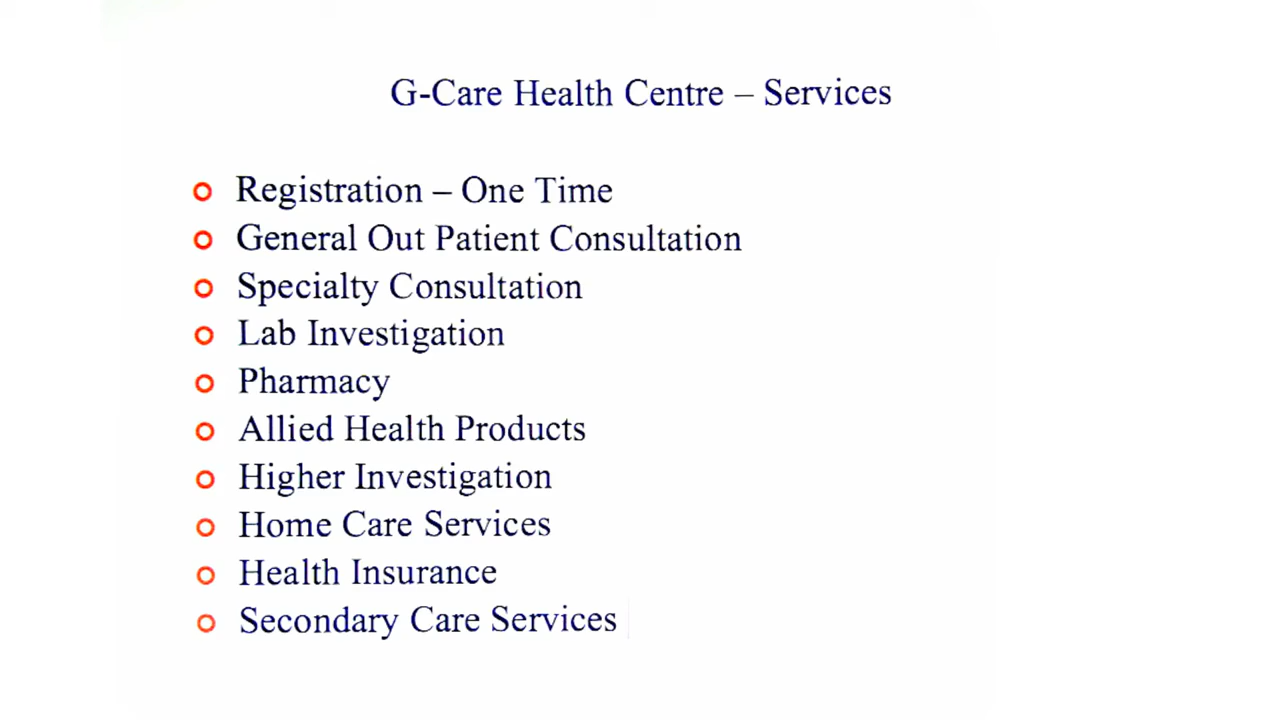 G-Care Health Centre – Services
Registration – One Time
General Out Patient Consultation
Specialty Consultation
Lab Investigation
Pharmacy
Allied Health Products
Higher Investigation
Home Care Services
Health Insurance
Secondary Care Services